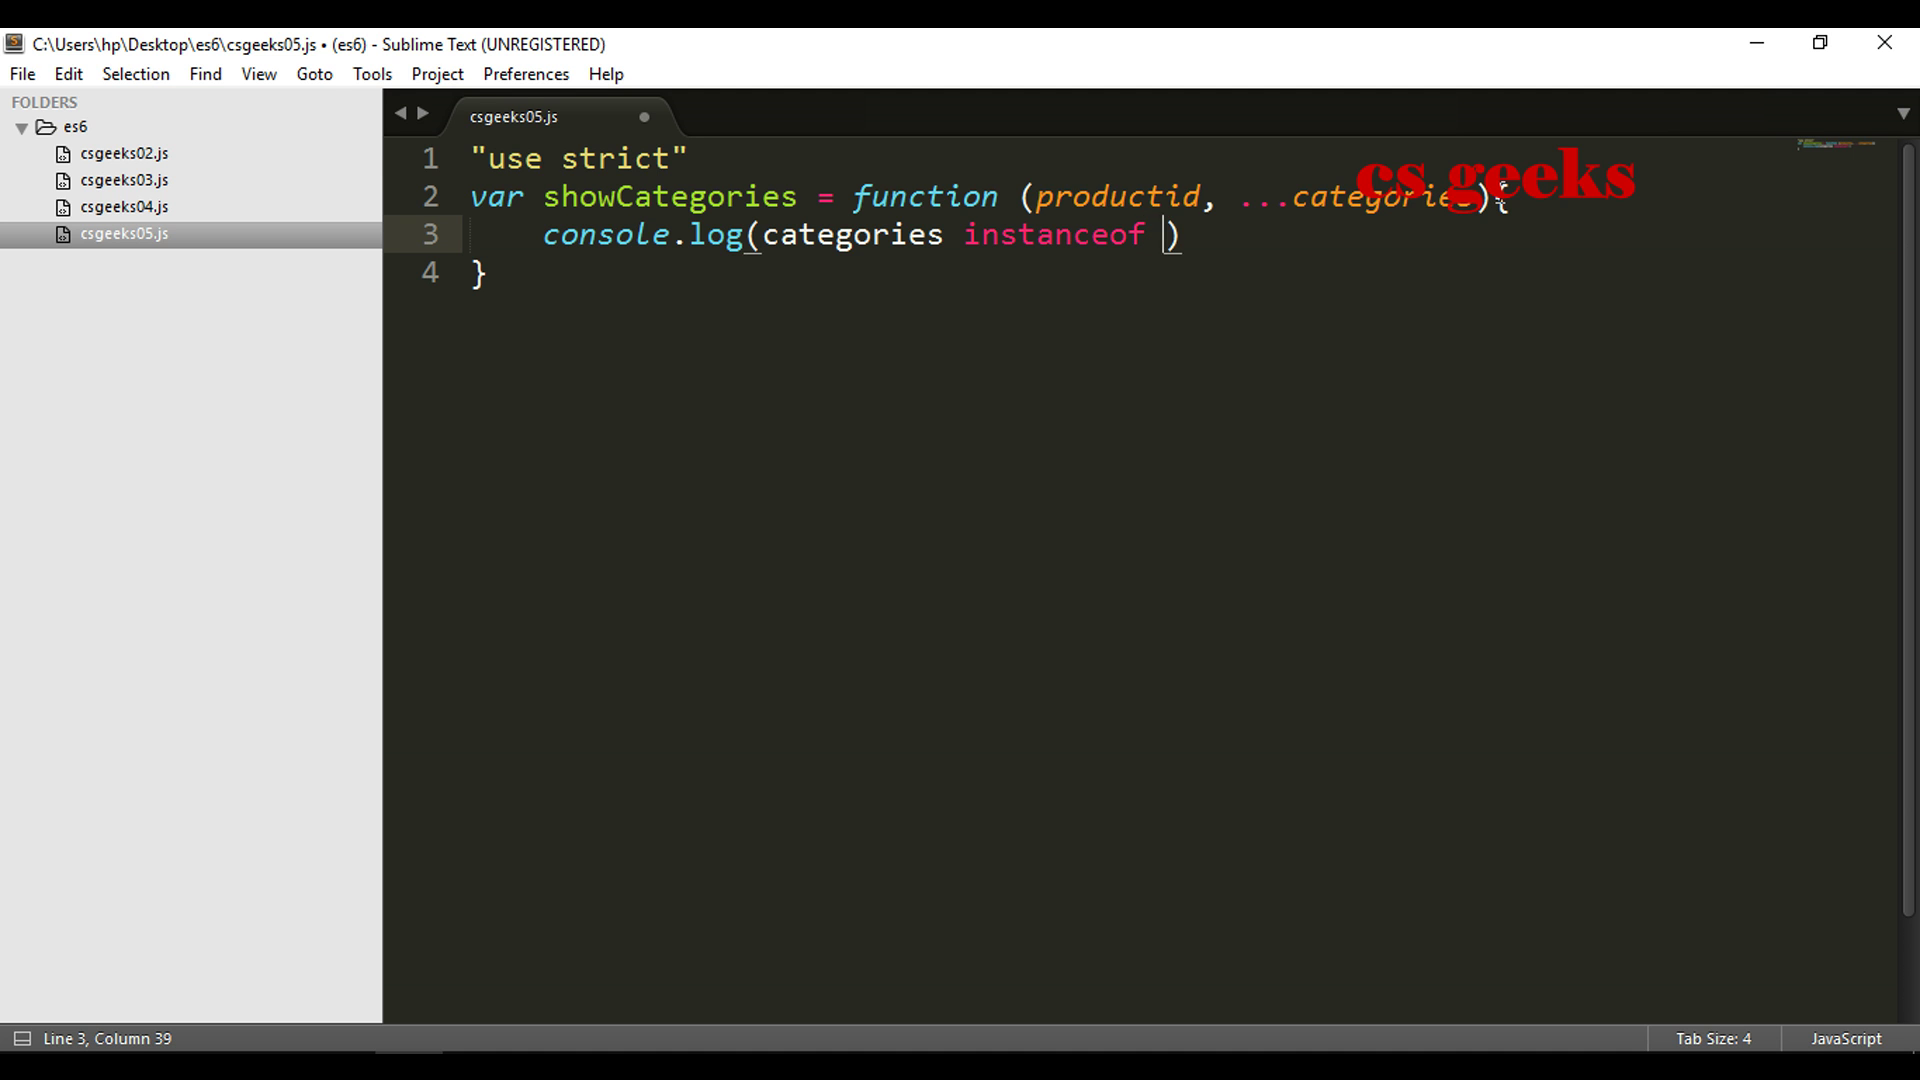 C:\Users\hp\Desktop\es6\csgeeks05.js • (es6) - Sublime Text (UNREGISTERED)
File Edit Selection Find View Goto Tools Project Preferences Help
FOLDERS
es6
csgeeks02.js
csgeeks03.js
csgeeks04.js
csgeeks05.js
csgeeks05.js
1 "use strict"
2 var showCategories = function (productid, ...categories){
3 console.log(categories instanceof )
4 }
cs geeks
Line 3, Column 39
Tab Size: 4
JavaScript